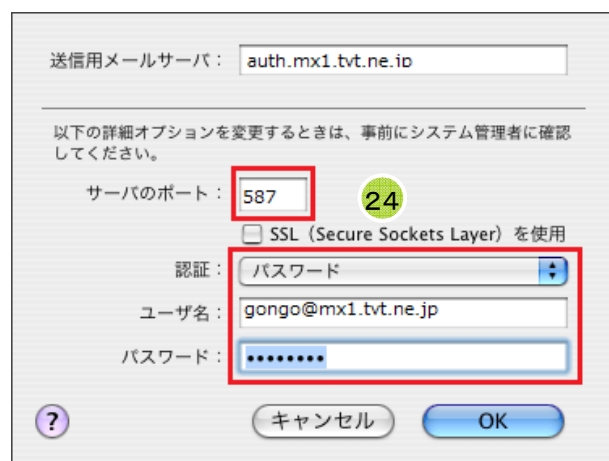 送信用メールサーバ： auth.mx1.tvt.ne.jp
以下の詳細オプションを変更するときは、事前にシステム管理者に確認
してください。
サーバのポート： 587
24
SSL（Secure Sockets Layer）を使用
認証： パスワード
ユーザ名： gongo@mx1.tvt.ne.jp
パスワード： ••••••••
? キャンセル OK